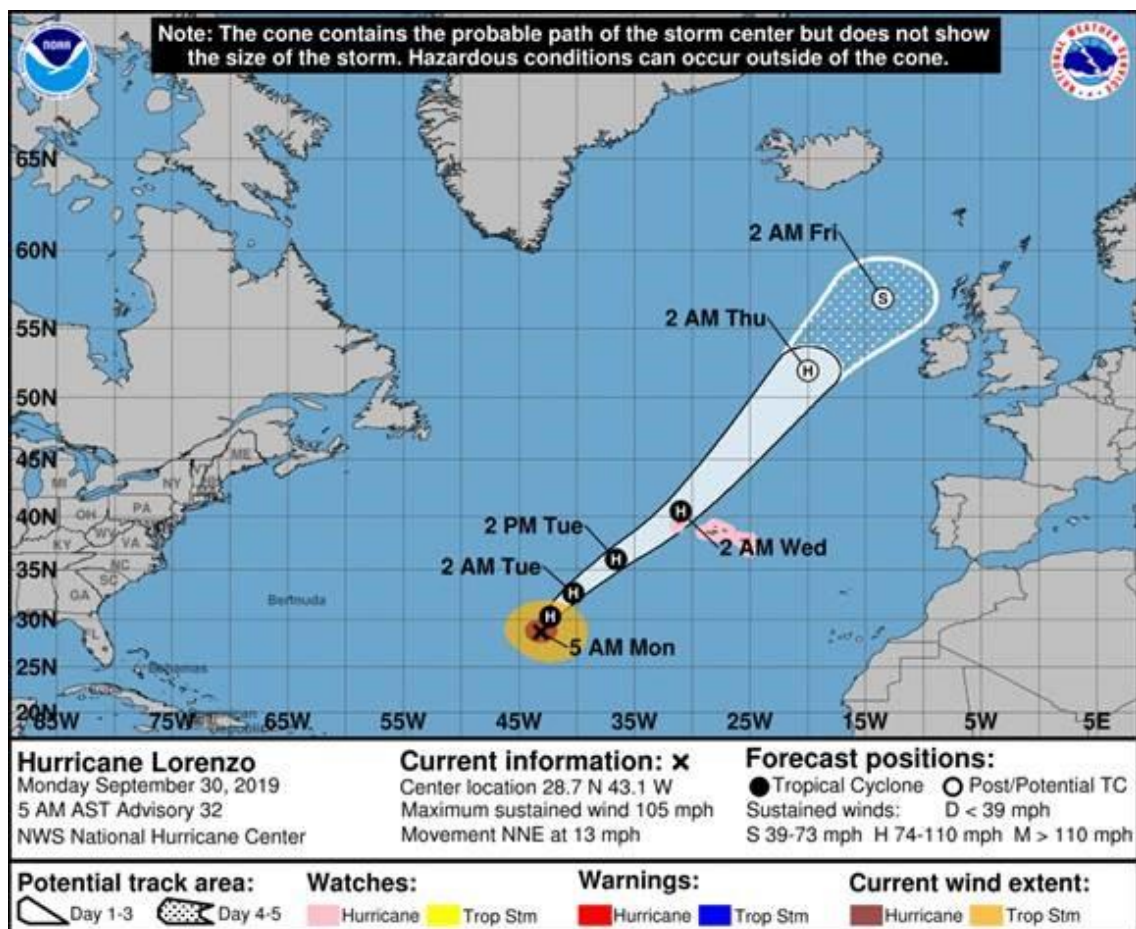 Note: The cone contains the probable path of the storm center but does not show
the size of the storm. Hazardous conditions can occur outside of the cone.
NOAA
NATIONAL WEATHER SERVICE
65N
60N
2 AM Fri
S
55N
2 AM Thu
H
50N
45N
ME
VT
MI
NY
40N
OH
PA
WV
KY
VA
2 PM Tue
H
2 AM Wed
35N
NC
SC
H
2 AM Tue
GA
Bermuda
30N
H
FL
5 AM Mon
25N
Bahamas
20N
85W
75W
65W
55W
45W
35W
25W
15W
5W
5E
Hurricane Lorenzo
Monday September 30, 2019
5 AM AST Advisory 32
NWS National Hurricane Center
Current information: ×
Center location 28.7 N 43.1 W
Maximum sustained wind 105 mph
Movement NNE at 13 mph
Forecast positions:
Tropical Cyclone Post/Potential TC
Sustained winds: D < 39 mph
S 39-73 mph H 74-110 mph M > 110 mph
Potential track area:
Day 1-3 Day 4-5
Watches:
Hurricane Trop Stm
Warnings:
Hurricane Trop Stm
Current wind extent:
Hurricane Trop Stm